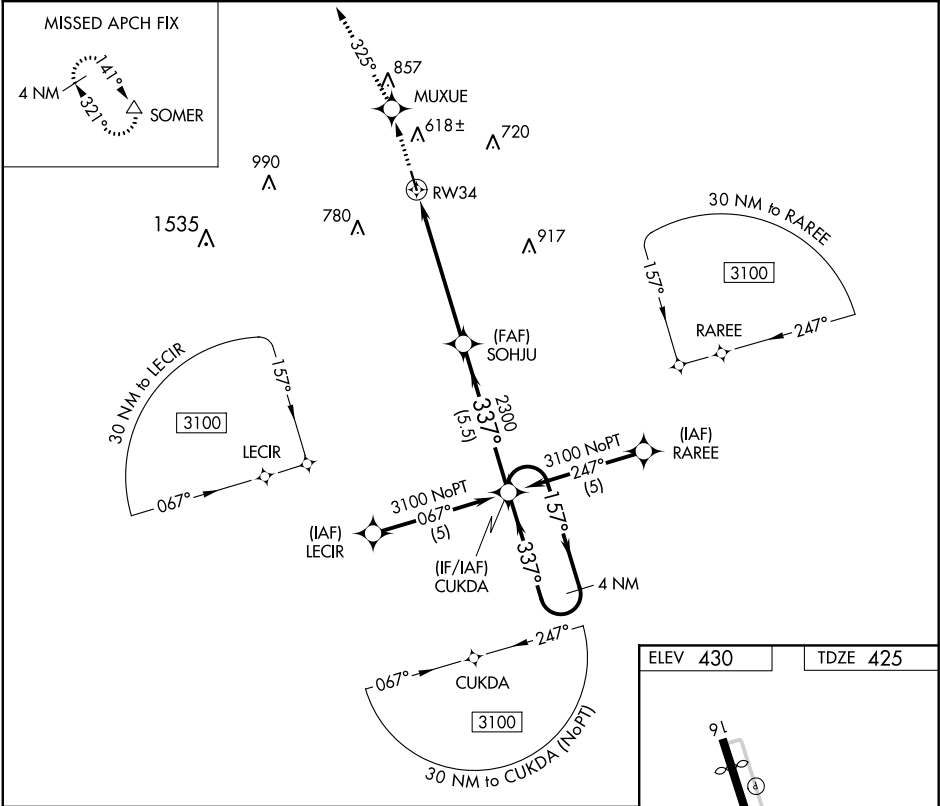 MISSED APCH FIX
4 NM
141°
321°
SOMER
325°
857
MUXUE
618±
720
990
RW34
1535
780
917
30 NM to RAREE
157°
3100
RAREE
247°
(FAF)
SOHJU
30 NM to LECIR
157°
3100
LECIR
067°
2300
337°
(5.5)
(IAF)
RAREE
3100 NoPT
247°
(5)
3100 NoPT
067°
(5)
(IAF)
LECIR
(IF/IAF)
CUKDA
157°
337°
4 NM
247°
067°
CUKDA
3100
30 NM to CUKDA (NoPT)
ELEV 430
TDZE 425
16
P